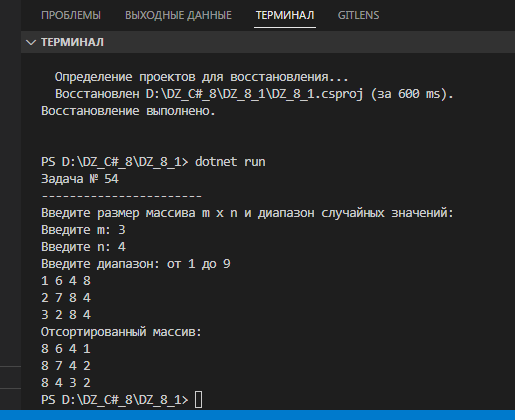 ПРОБЛЕМЫ ВЫХОДНЫЕ ДАННЫЕ ТЕРМИНАЛ GITLENS
ТЕРМИНАЛ
Определение проектов для восстановления...
Восстановлен D:\DZ_C#_8\DZ_8_1\DZ_8_1.csproj (за 600 ms).
Восстановление выполнено.
PS D:\DZ_C#_8\DZ_8_1> dotnet run
Задача № 54
-----------------------
Введите размер массива m x n и диапазон случайных значений:
Введите m: 3
Введите n: 4
Введите диапазон: от 1 до 9
1 6 4 8
2 7 8 4
3 2 8 4
Отсортированный массив:
8 6 4 1
8 7 4 2
8 4 3 2
PS D:\DZ_C#_8\DZ_8_1>